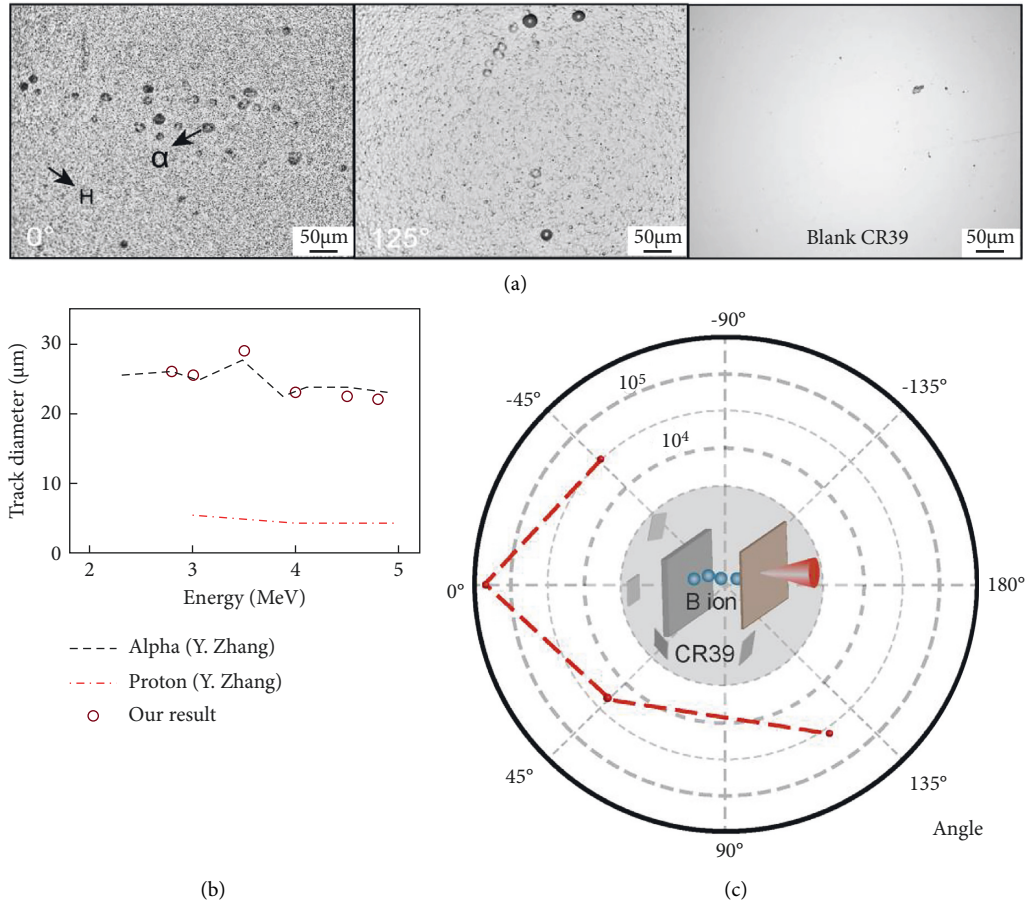 α
H
0°
50µm
125°
50µm
Blank CR39
50µm
(a)
Track diameter (µm)
30
20
10
0
2
3
4
5
Energy (MeV)
Alpha (Y. Zhang)
Proton (Y. Zhang)
Our result
(b)
-90°
-45°
-135°
10⁵
10⁴
0°
180°
B ion
CR39
45°
135°
90°
Angle
(c)